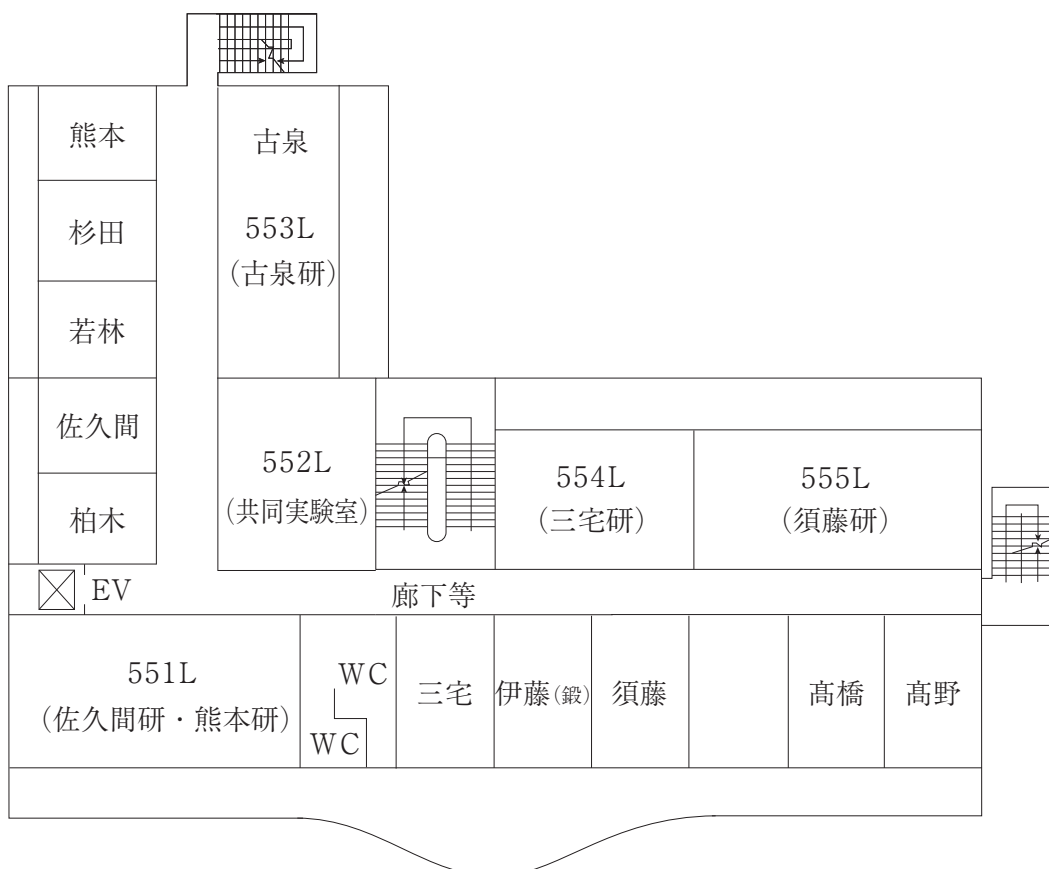 熊本
古泉
杉田
553L
(古泉研)
若林
佐久間
552L
(共同実験室)
554L
(三宅研)
555L
(須藤研)
柏木
EV
廊下等
551L
(佐久間研・熊本研)
WC
WC
三宅
伊藤(鍛)
須藤
髙橋
髙野